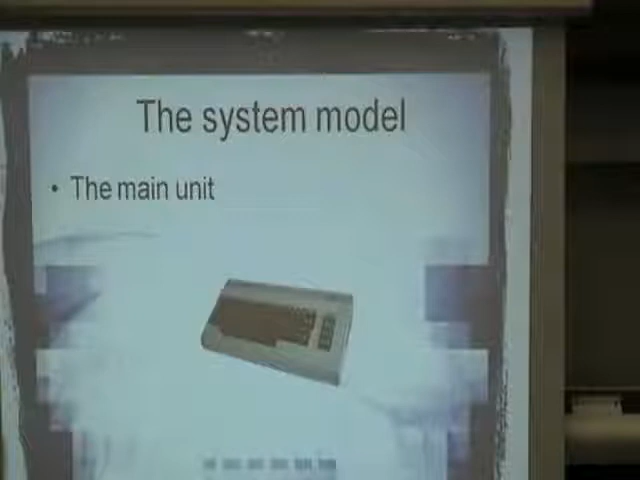 The system model
• The main unit